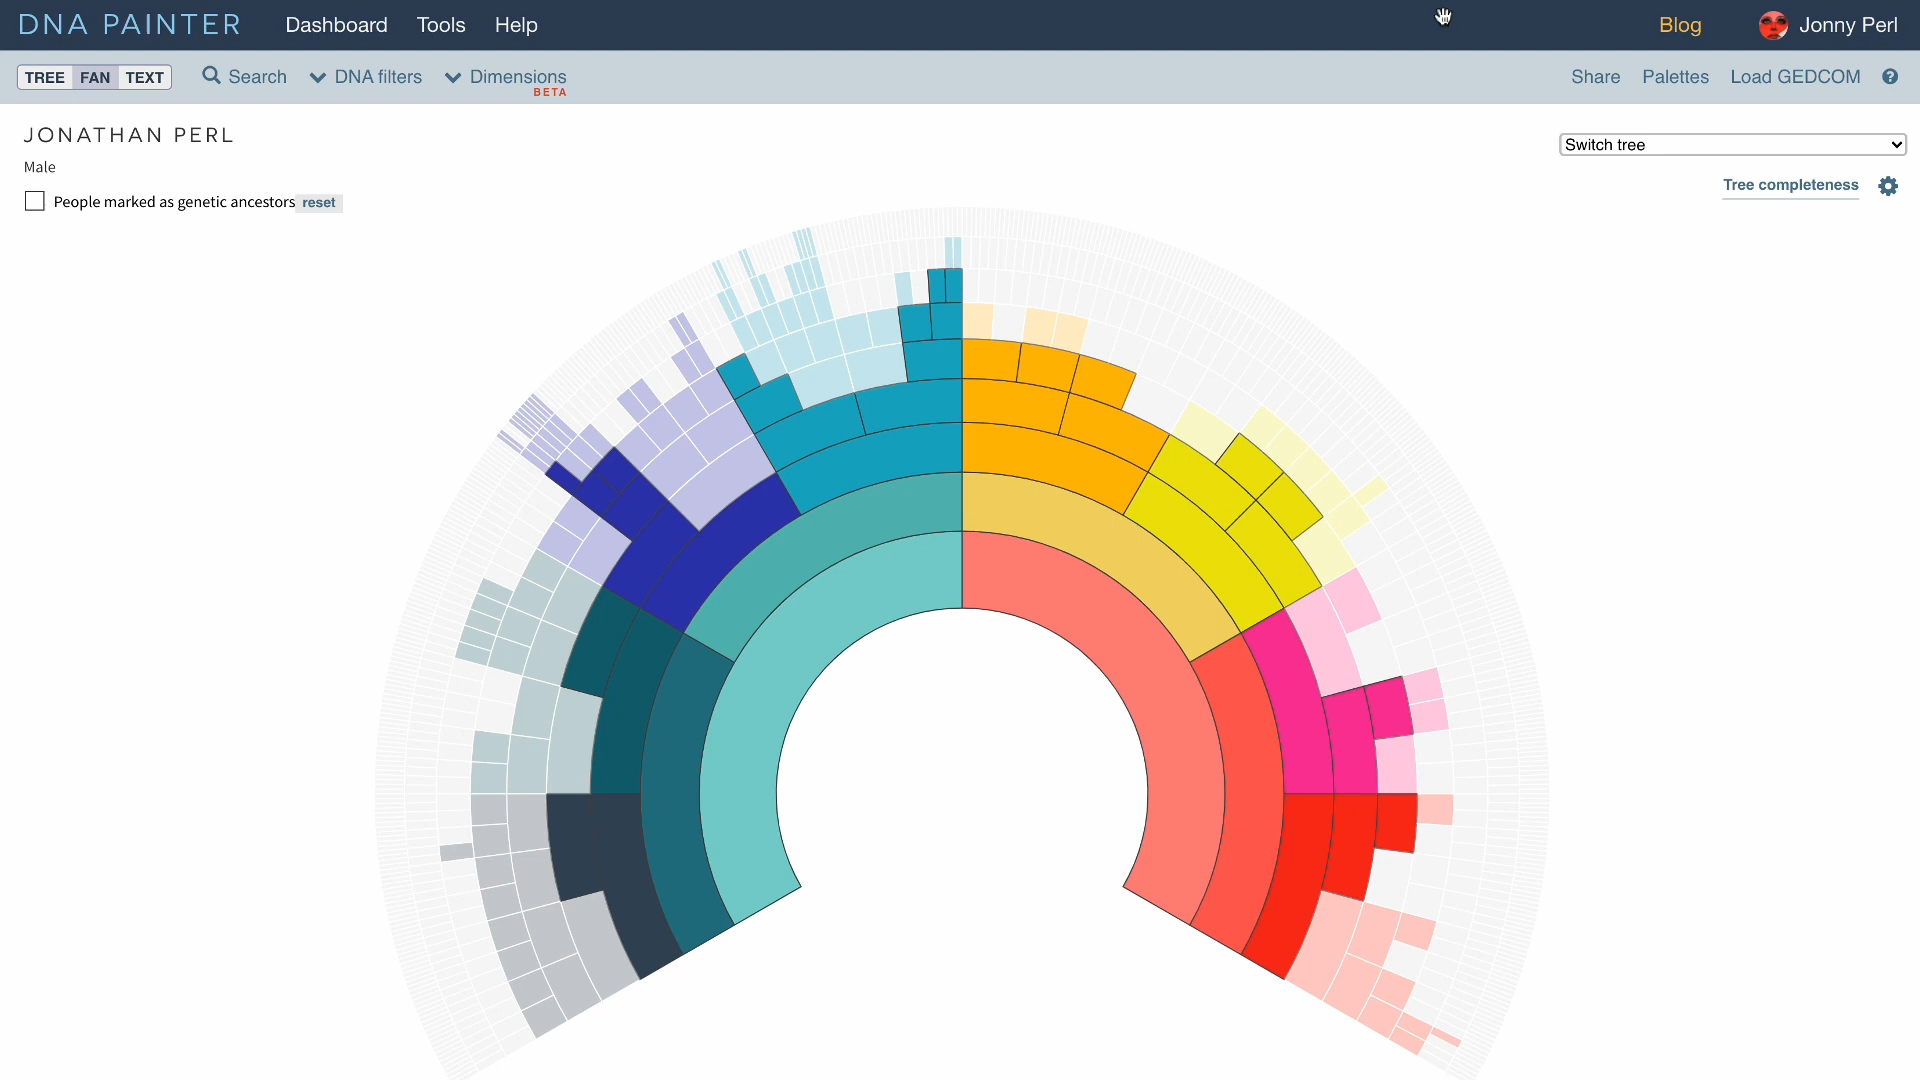 DNA PAINTER Dashboard Tools Help Blog Jonny Perl
TREE FAN TEXT Search DNA filters Dimensions Share Palettes Load GEDCOM ?
BETA
JONATHAN PERL
Switch tree
Male
Tree completeness
People marked as genetic ancestors reset